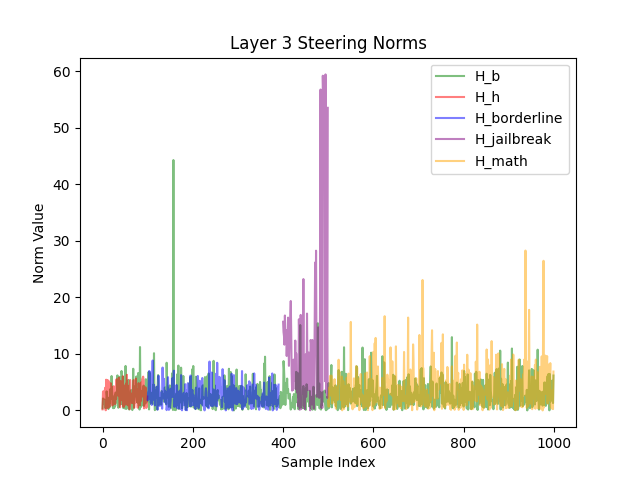 Layer 3 Steering Norms
60
50
40
30
20
10
0
Norm Value
H_b
H_h
H_borderline
H_jailbreak
H_math
0
200
400
600
800
1000
Sample Index